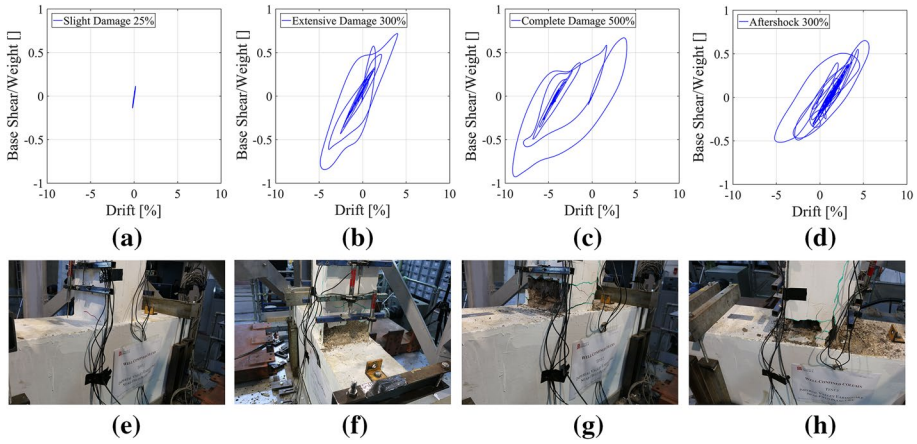 Slight Damage 25%
Base Shear/Weight []
1
0.5
0
-0.5
-1
-10 -5 0 5 10
Drift [%]
(a)
Extensive Damage 300%
Base Shear/Weight []
1
0.5
0
-0.5
-1
-10 -5 0 5 10
Drift [%]
(b)
Complete Damage 500%
Base Shear/Weight []
1
0.5
0
-0.5
-1
-10 -5 0 5 10
Drift [%]
(c)
Aftershock 300%
Base Shear/Weight []
1
0.5
0
-0.5
-1
-10 -5 0 5 10
Drift [%]
(d)
(e)
(f)
(g)
(h)